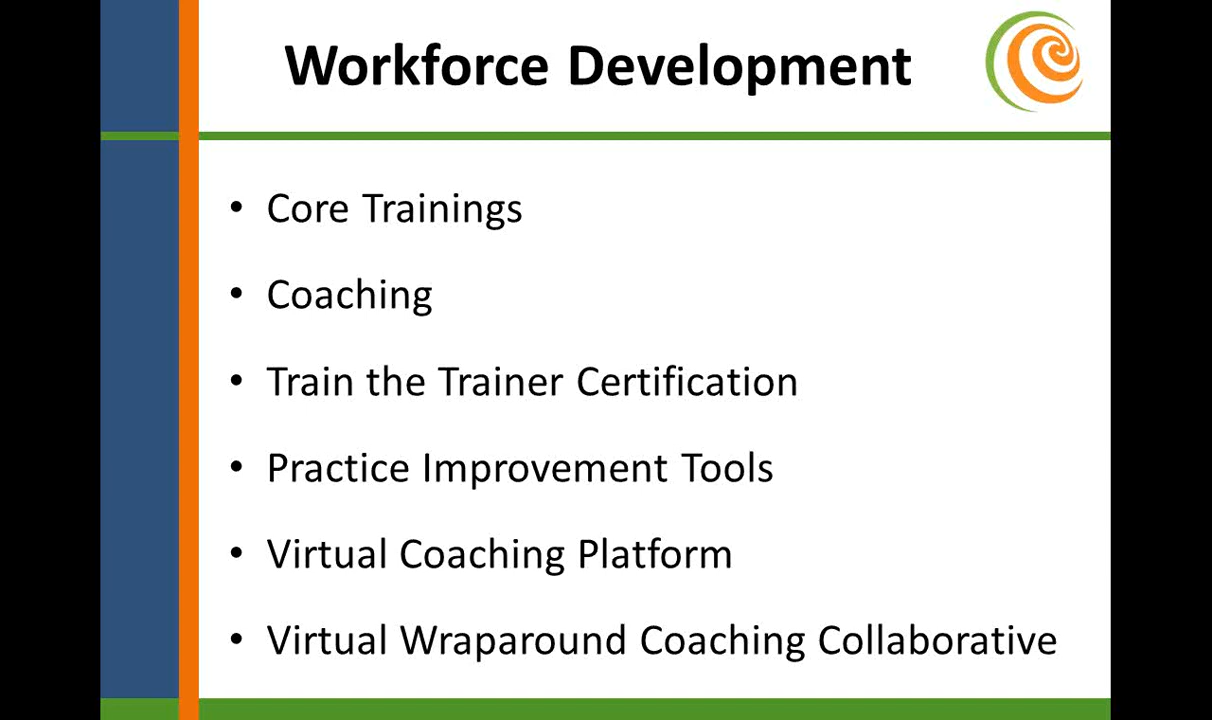 Workforce Development
• Core Trainings
• Coaching
• Train the Trainer Certification
• Practice Improvement Tools
• Virtual Coaching Platform
• Virtual Wraparound Coaching Collaborative